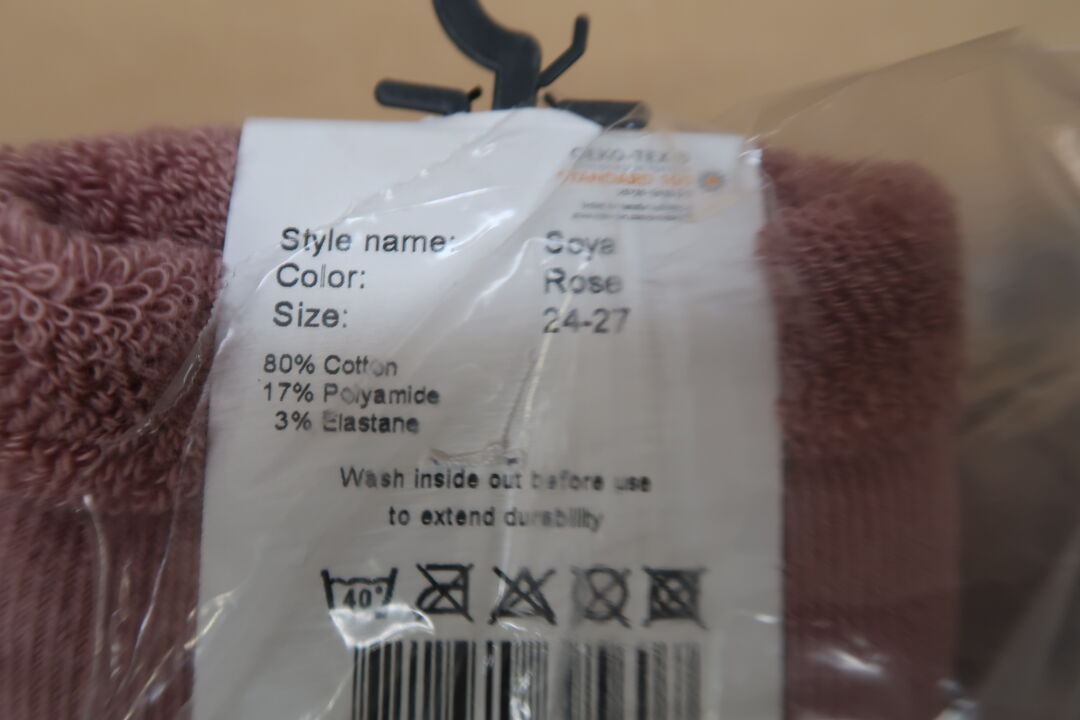 OEKO-TEX®
STANDARD 100
Style name: Soya
Color: Rose
Size: 24-27
80% Cotton
17% Polyamide
3% Elastane
Wash inside out before use
to extend durability
40°